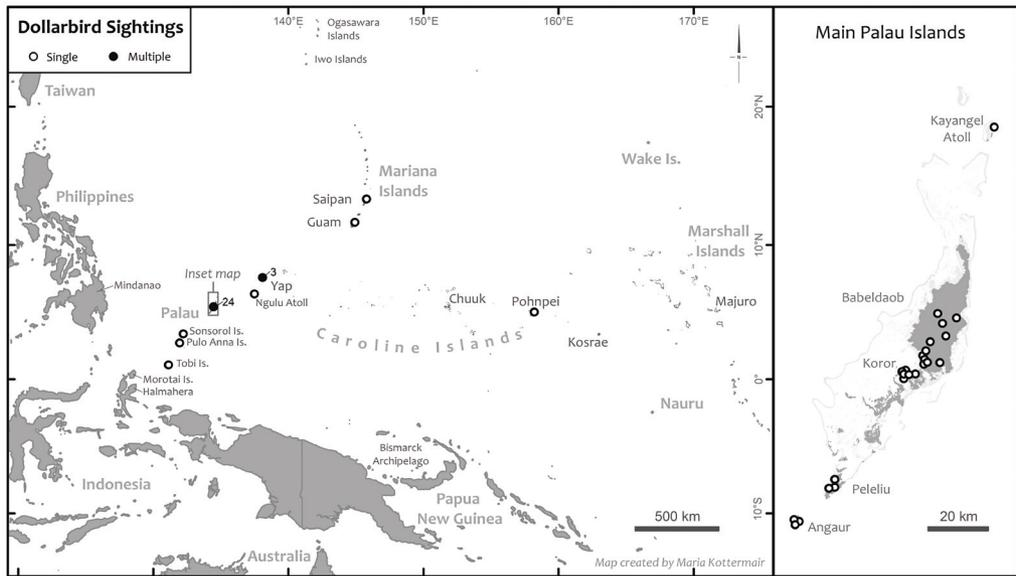 Dollarbird Sightings
Single
Multiple
140°E
150°E
160°E
170°E
Ogasawara
Islands
Iwo Islands
N
Taiwan
20°N
Wake Is.
Mariana
Islands
Philippines
Saipan
Guam
Marshall
Islands
10°N
Inset map
3
Yap
Mindanao
24
Ngulu Atoll
Palau
Chuuk
Pohnpei
Majuro
Sonsorol Is.
Pulo Anna Is.
Caroline Islands
Kosrae
Tobi Is.
Morotai Is.
Halmahera
0°
Nauru
Bismarck
Archipelago
Indonesia
Papua
New Guinea
500 km
10°S
Australia
Map created by Maria Kottermair
Main Palau Islands
Kayangel
Atoll
Babeldaob
Koror
Peleliu
Angaur
20 km